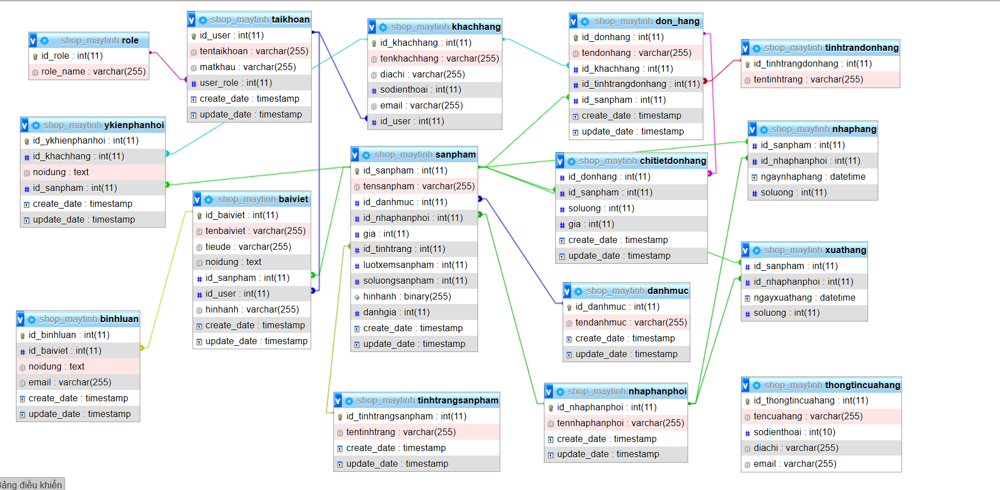 shop_maytinh role
id_role : int(11)
role_name : varchar(255)
shop_maytinh taikhoan
id_user : int(11)
tentaikhoan : varchar(255)
matkhau : varchar(255)
user_role : int(11)
create_date : timestamp
update_date : timestamp
shop_maytinh khachhang
id_khachhang : int(11)
tenkhachhang : varchar(255)
diachi : varchar(255)
sodienthoai : int(11)
email : varchar(255)
id_user : int(11)
shop_maytinh don_hang
id_donhang : int(11)
tendonhang : varchar(255)
id_khachhang : int(11)
id_tinhtrangdonhang : int(11)
id_sanpham : int(11)
create_date : timestamp
update_date : timestamp
shop_maytinh tinhtrandonhang
id_tinhtrangdonhang : int(11)
tentinhtrang : varchar(255)
shop_maytinh ykienphanhoi
id_ykhienphanhoi : int(11)
id_khachhang : int(11)
noidung : text
id_sanpham : int(11)
create_date : timestamp
update_date : timestamp
shop_maytinh baiviet
id_baiviet : int(11)
tenbaiviet : varchar(255)
tieude : varchar(255)
noidung : text
id_sanpham : int(11)
id_user : int(11)
hinhanh : varchar(255)
create_date : timestamp
update_date : timestamp
shop_maytinh sanpham
id_sanpham : int(11)
tensanpham : varchar(255)
id_danhmuc : int(11)
id_nhaphanphoi : int(11)
gia : int(11)
id_tinhtrang : int(11)
luotxemsanpham : int(11)
soluongsanpham : int(11)
hinhanh : binary(255)
danhgia : int(11)
create_date : timestamp
update_date : timestamp
shop_maytinh chitietdonhang
id_donhang : int(11)
id_sanpham : int(11)
soluong : int(11)
gia : int(11)
create_date : timestamp
update_date : timestamp
shop_maytinh nhaphang
id_sanpham : int(11)
id_nhaphanphoi : int(11)
ngaynhaphang : datetime
soluong : int(11)
shop_maytinh xuathang
id_sanpham : int(11)
id_nhaphanphoi : int(11)
ngayxuathang : datetime
soluong : int(11)
shop_maytinh danhmuc
id_danhmuc : int(11)
tendanhmuc : varchar(255)
create_date : timestamp
update_date : timestamp
shop_maytinh binhluan
id_binhluan : int(11)
id_baiviet : int(11)
noidung : text
email : varchar(255)
create_date : timestamp
update_date : timestamp
shop_maytinh tinhtrangsanpham
id_tinhtrangsanpham : int(11)
tentinhtrang : varchar(255)
create_date : timestamp
update_date : timestamp
shop_maytinh nhaphanphoi
id_nhaphanphoi : int(11)
tennhaphanphoi : varchar(255)
create_date : timestamp
update_date : timestamp
shop_maytinh thongtincuahang
id_thongtincuahang : int(11)
tencuahang : varchar(255)
sodienthoai : int(10)
diachi : varchar(255)
email : varchar(255)
Bảng điều khiển